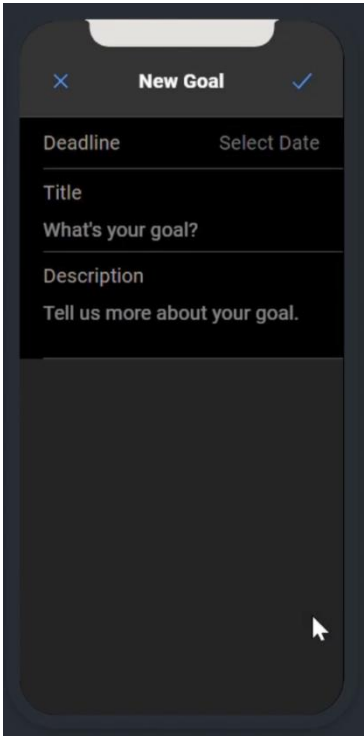 New Goal
Deadline Select Date
Title
What's your goal?
Description
Tell us more about your goal.